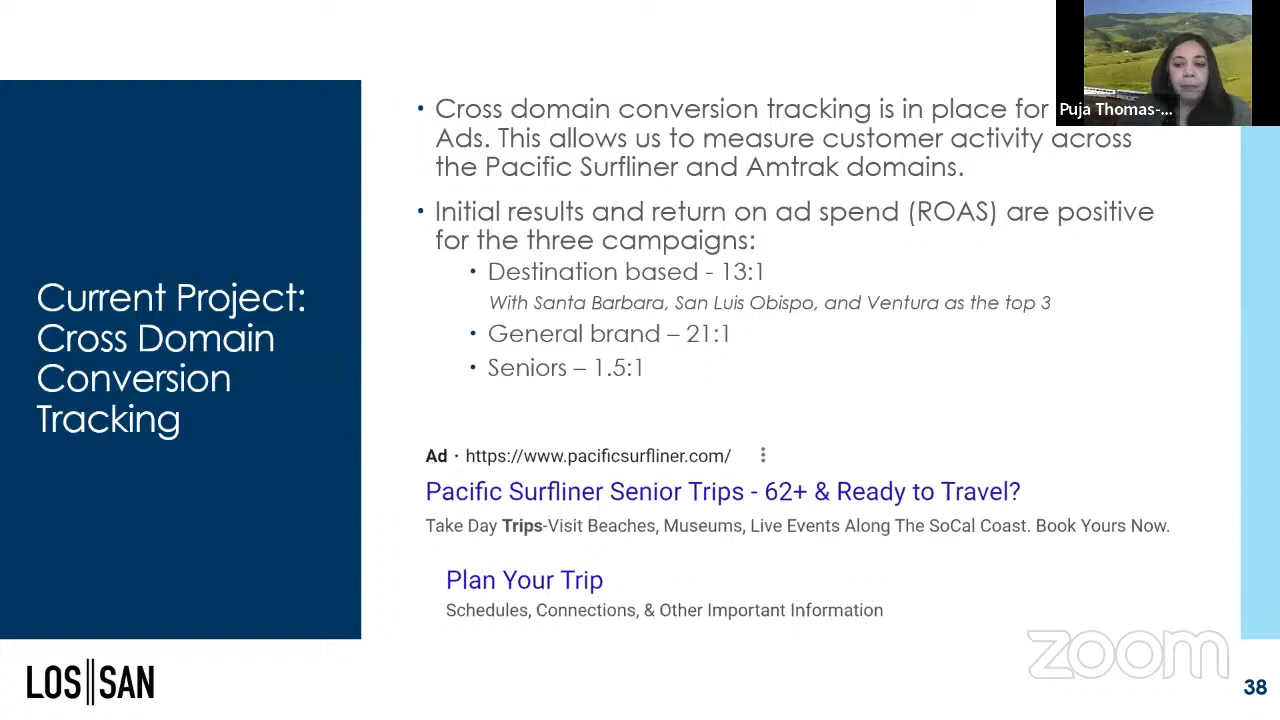 Puja Thomas-...
Current Project:
Cross Domain
Conversion
Tracking
• Cross domain conversion tracking is in place for
Ads. This allows us to measure customer activity across
the Pacific Surfliner and Amtrak domains.
• Initial results and return on ad spend (ROAS) are positive
for the three campaigns:
• Destination based - 13:1
With Santa Barbara, San Luis Obispo, and Ventura as the top 3
• General brand – 21:1
• Seniors – 1.5:1
Ad · https://www.pacificsurfliner.com/
Pacific Surfliner Senior Trips - 62+ & Ready to Travel?
Take Day Trips-Visit Beaches, Museums, Live Events Along The SoCal Coast. Book Yours Now.
Plan Your Trip
Schedules, Connections, & Other Important Information
LOS SAN
zoom
38